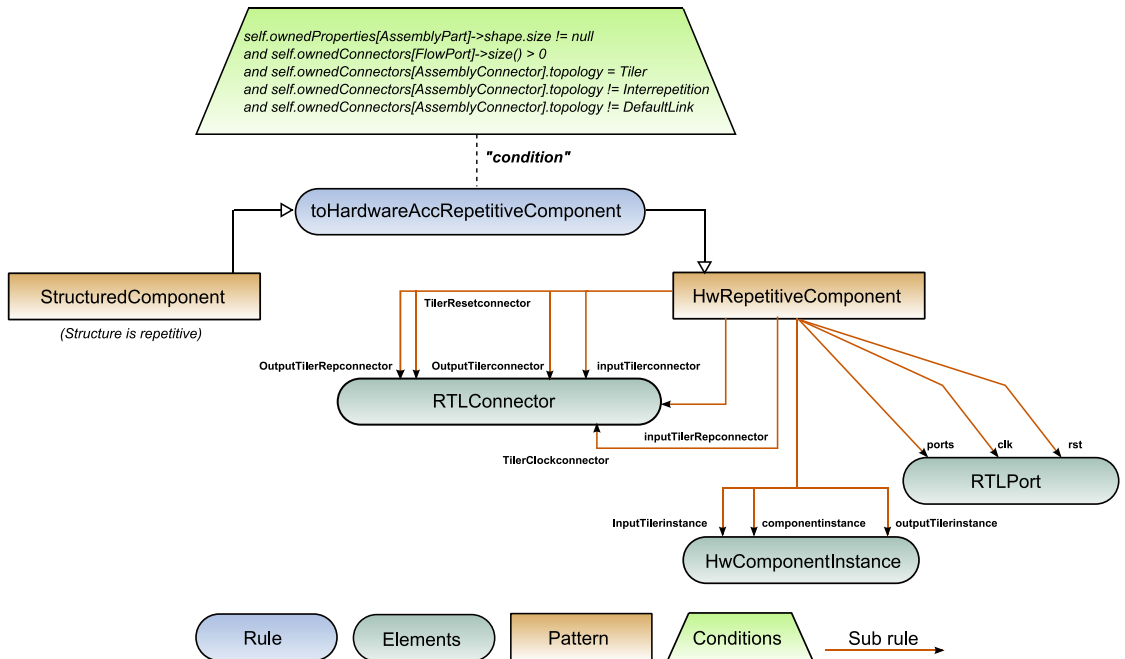 self.ownedProperties[AssemblyPart]->shape.size != null
and self.ownedConnectors[FlowPort]->size() > 0
and self.ownedConnectors[AssemblyConnector].topology = Tiler
and self.ownedConnectors[AssemblyConnector].topology != Interrepetition
and self.ownedConnectors[AssemblyConnector].topology != DefaultLink
"condition"
toHardwareAccRepetitiveComponent
StructuredComponent
(Structure is repetitive)
HwRepetitiveComponent
TilerResetconnector
OutputTilerRepconnector
OutputTilerconnector
inputTilerconnector
RTLConnector
inputTilerRepconnector
TilerClockconnector
ports
clk
rst
RTLPort
InputTilerinstance
componentinstance
outputTilerinstance
HwComponentInstance
Rule
Elements
Pattern
Conditions
Sub rule